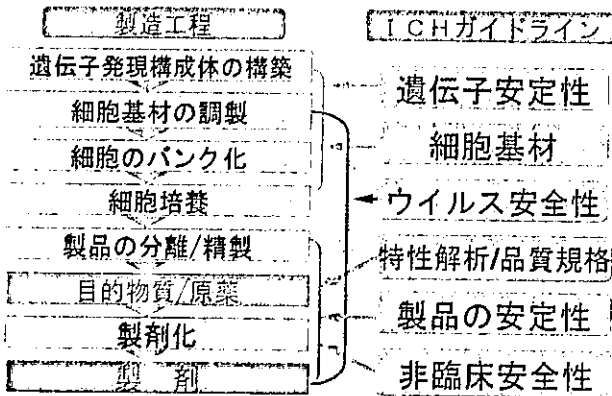 製造工程
遺伝子発現構成体の構築
細胞基材の調製
細胞のバンク化
細胞培養
製品の分離/精製
目的物質/原薬
製剤化
製剤
ICHガイドライン
遺伝子安定性
細胞基材
ウイルス安全性
特性解析/品質規格
製品の安定性
非臨床安全性